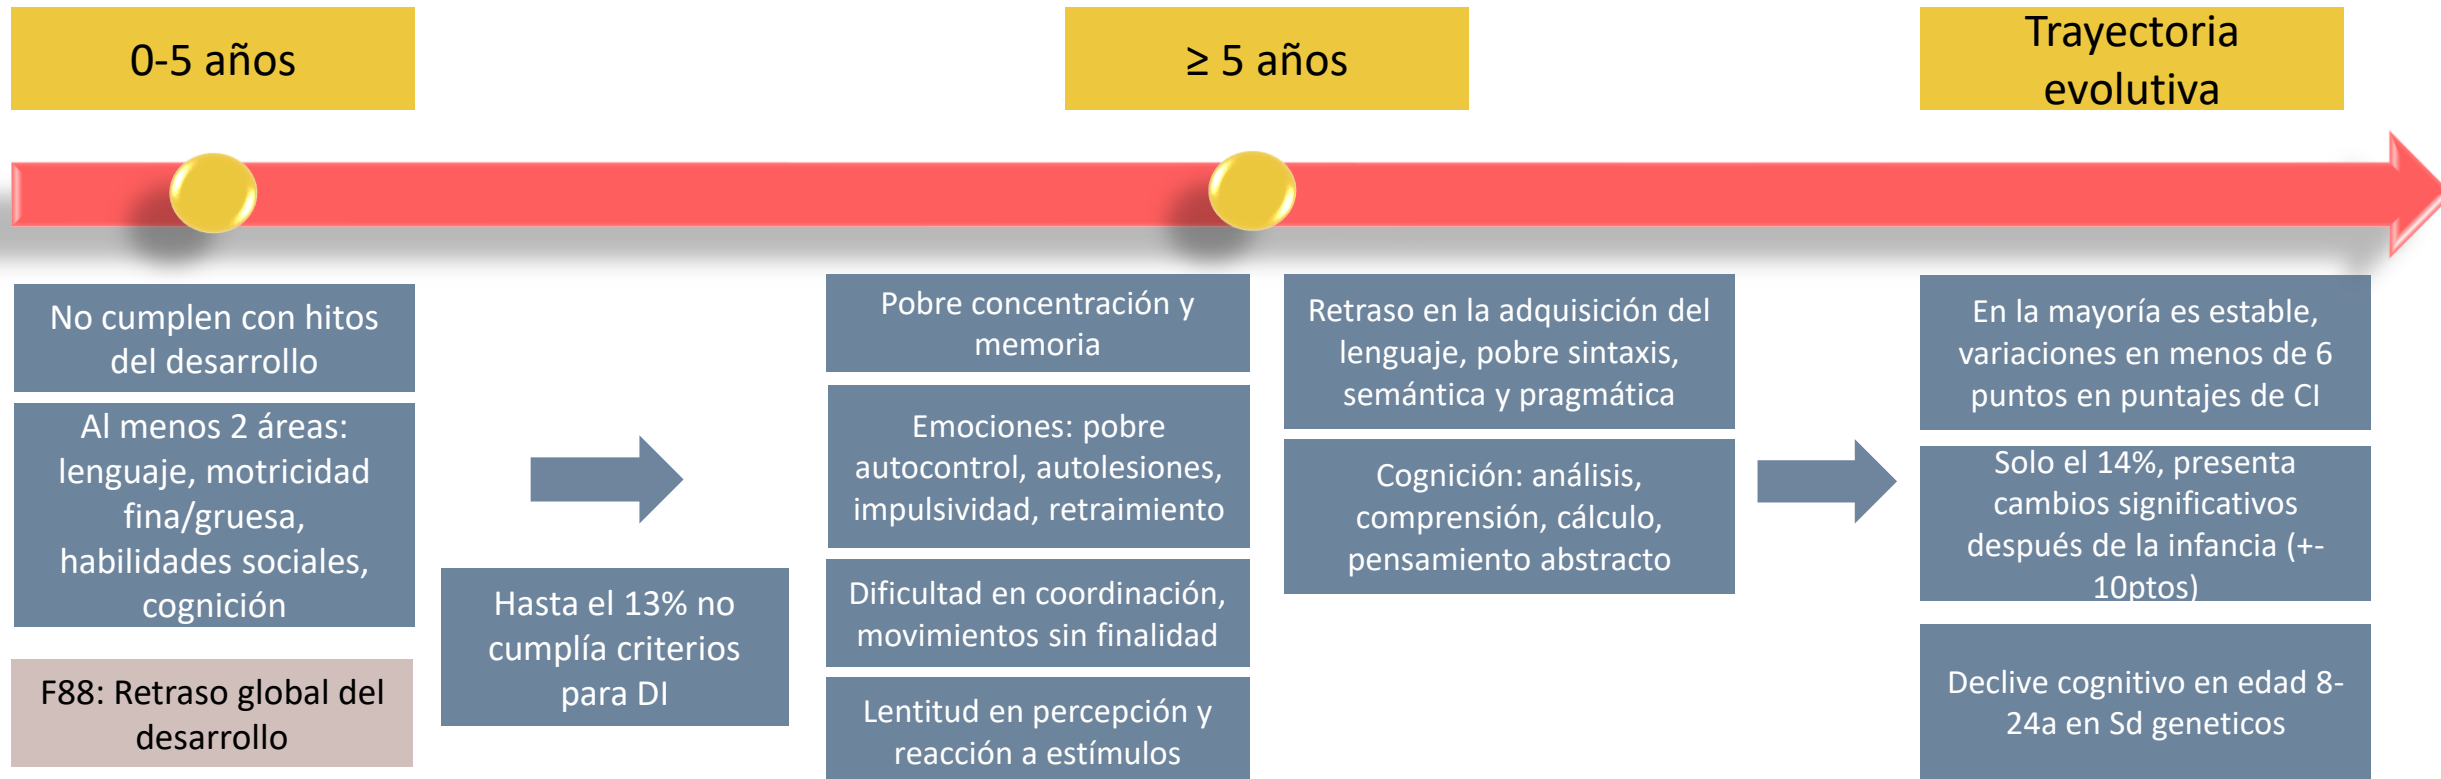 0-5 años
≥ 5 años
Trayectoria
evolutiva
No cumplen con hitos
del desarrollo
Al menos 2 áreas:
lenguaje, motricidad
fina/gruesa,
habilidades sociales,
cognición
F88: Retraso global del
desarrollo
Hasta el 13% no
cumplía criterios
para DI
Pobre concentración y
memoria
Emociones: pobre
autocontrol, autolesiones,
impulsividad, retraimiento
Dificultad en coordinación,
movimientos sin finalidad
Lentitud en percepción y
reacción a estímulos
Retraso en la adquisición del
lenguaje, pobre sintaxis,
semántica y pragmática
Cognición: análisis,
comprensión, cálculo,
pensamiento abstracto
En la mayoría es estable,
variaciones en menos de 6
puntos en puntajes de CI
Solo el 14%, presenta
cambios significativos
después de la infancia (+-
10ptos)
Declive cognitivo en edad 8-
24a en Sd geneticos